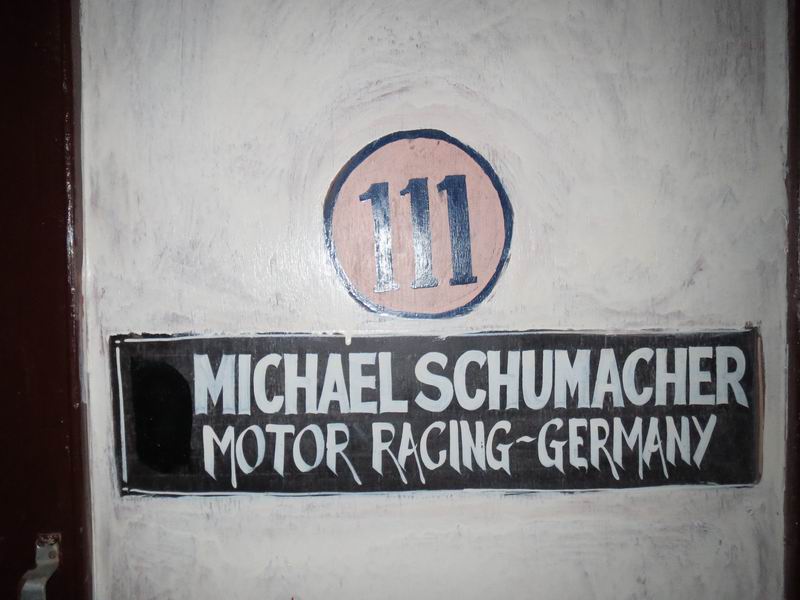 111
MICHAEL SCHUMACHER
MOTOR RACING~GERMANY